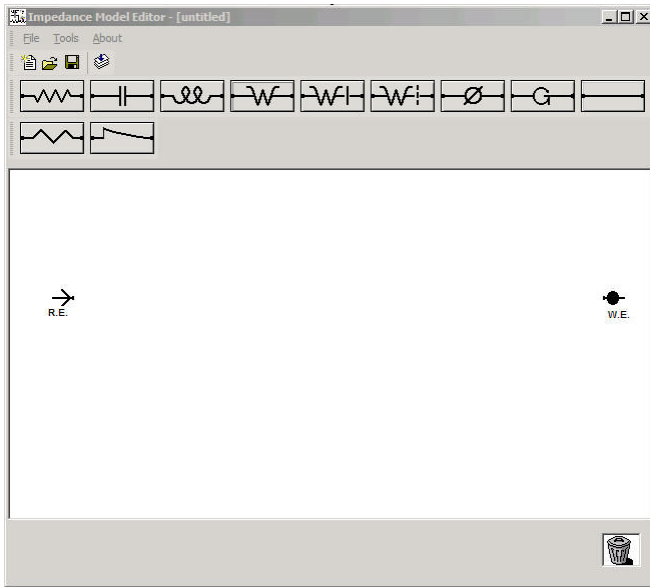 Impedance Model Editor - [untitled]
File Tools About
W W W Ø G
R.E. W.E.